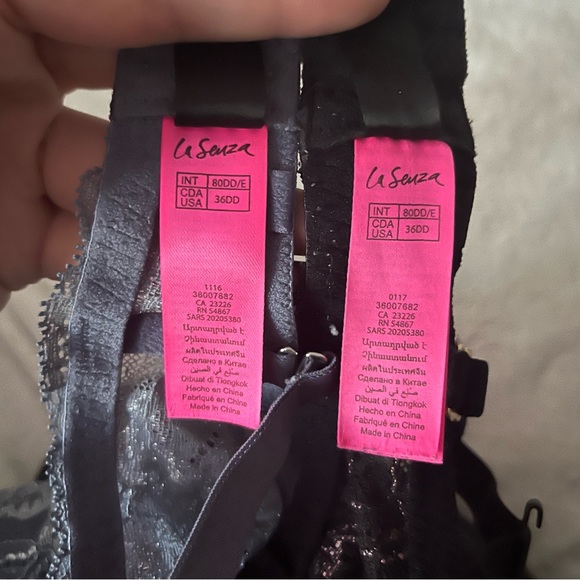 La Senza
INT 80DD/E
CDA USA 36DD
1116
36007682
CA 23226
RN 54867
SARS 20205380
Արտադրված է
Չինաստանում
ผลิตในประเทศจีน
Сделано в Китае
صنع في الصين
Dibuat di Tiongkok
Hecho en China
Fabriqué en Chine
Made in China
La Senza
INT 80DD/E
CDA USA 36DD
0117
36007682
CA 23226
RN 54867
SARS 20205380
Արտադրված է
Չինաստանում
ผลิตในประเทศจีน
Сделано в Китае
صنع في الصين
Dibuat di Tiongkok
Hecho en China
Fabriqué en Chine
Made in China